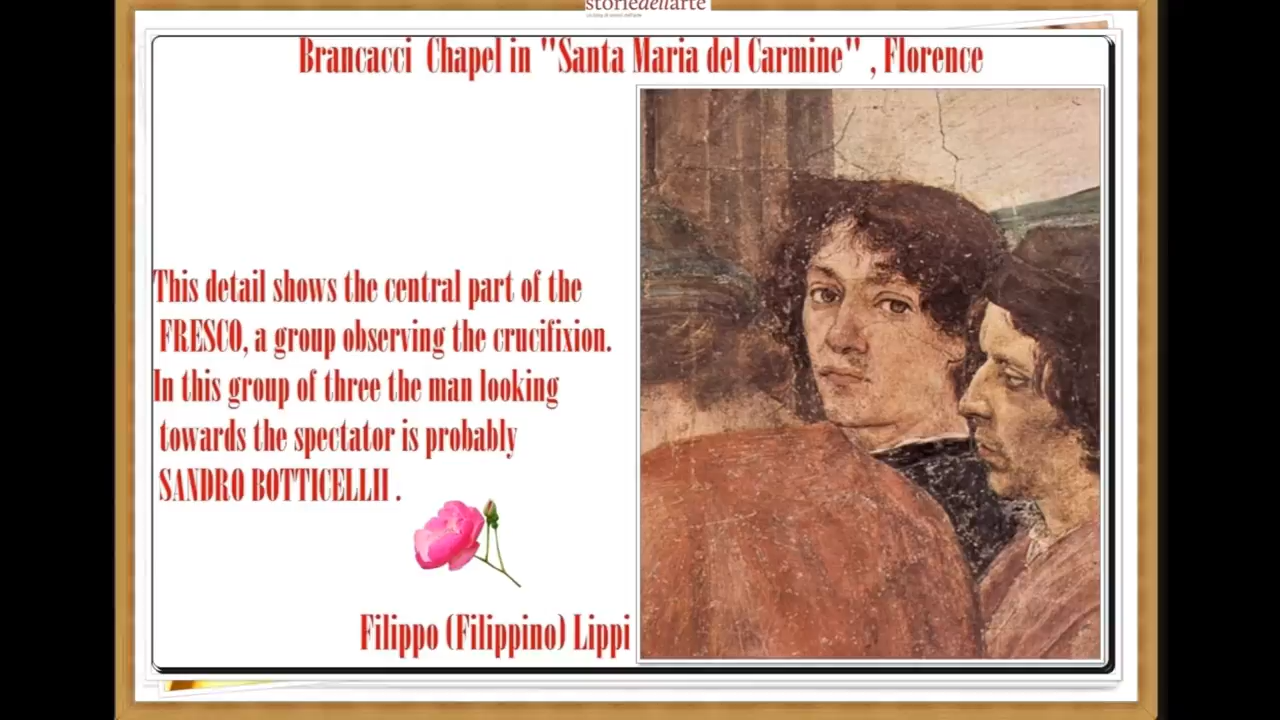 storiedellarte
Brancacci Chapel in "Santa Maria del Carmine" , Florence
This detail shows the central part of the
FRESCO, a group observing the crucifixion.
In this group of three the man looking
towards the spectator is probably
SANDRO BOTTICELLII .
Filippo (Filippino) Lippi